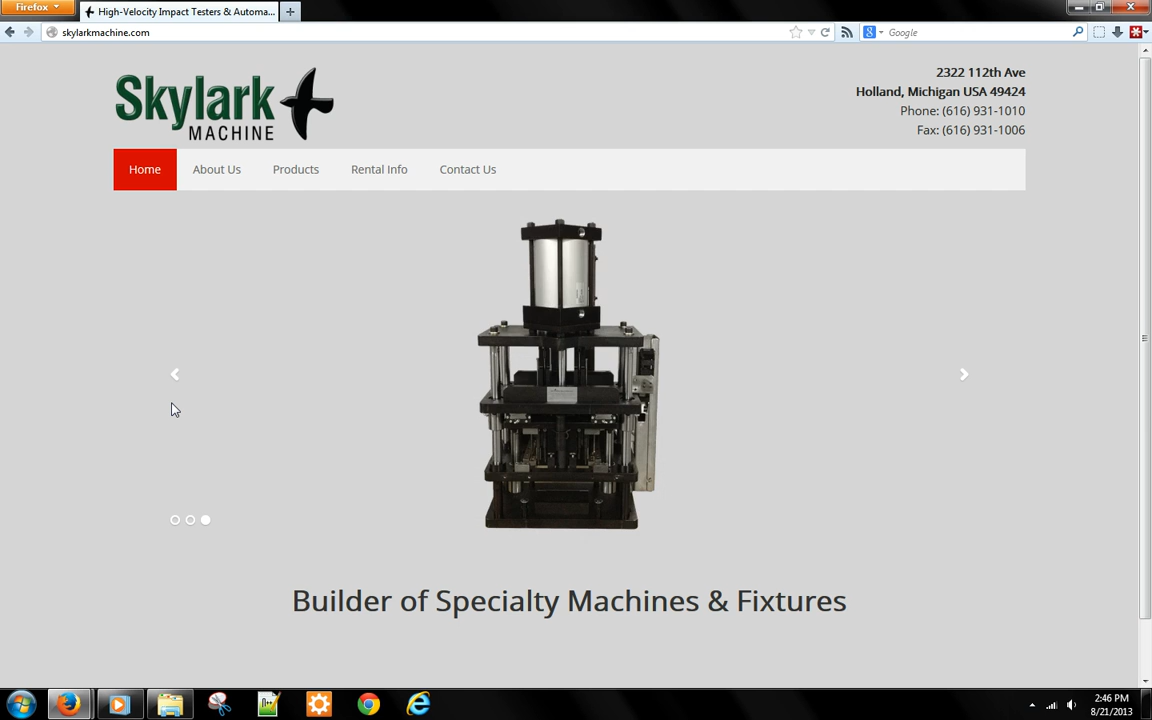 Firefox
High-Velocity Impact Testers & Automa...
skylarkmachine.com
Google
Skylark
MACHINE
2322 112th Ave
Holland, Michigan USA 49424
Phone: (616) 931-1010
Fax: (616) 931-1006
Home About Us Products Rental Info Contact Us
Builder of Specialty Machines & Fixtures
2:46 PM
8/21/2013